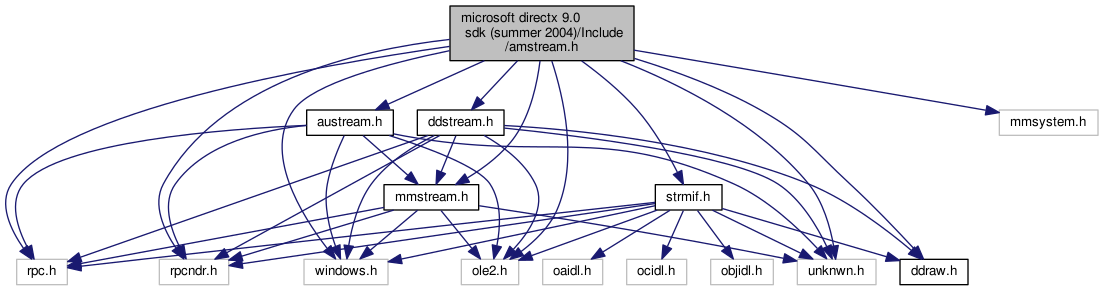 microsoft directx 9.0
sdk (summer 2004)/Include
/amstream.h
austream.h
ddstream.h
mmsystem.h
mmstream.h
strmif.h
rpc.h
rpcndr.h
windows.h
ole2.h
oaidl.h
ocidl.h
objidl.h
unknwn.h
ddraw.h